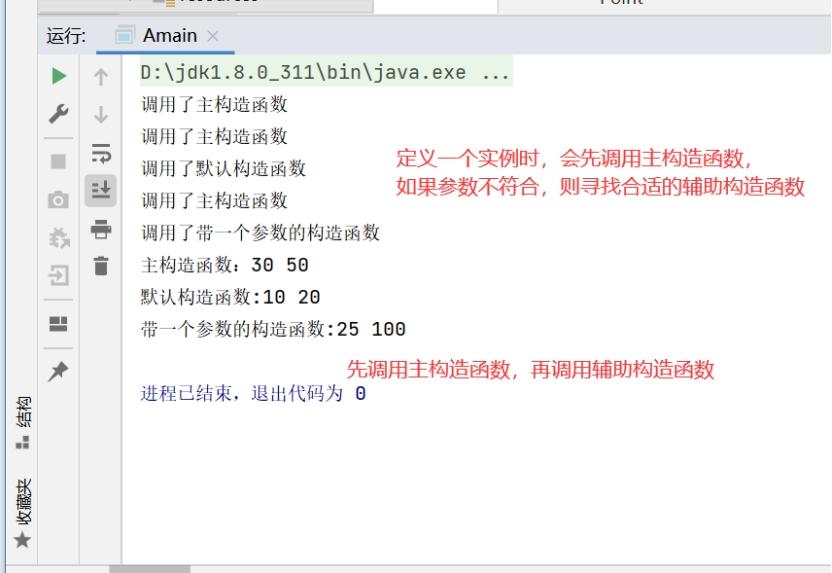 运行:
Amain
D:\jdk1.8.0_311\bin\java.exe ...
调用了主构造函数
调用了主构造函数
调用了默认构造函数
调用了主构造函数
调用了带一个参数的构造函数
主构造函数：30 50
默认构造函数:10 20
带一个参数的构造函数:25 100
定义一个实例时，会先调用主构造函数，
如果参数不符合，则寻找合适的辅助构造函数
先调用主构造函数，再调用辅助构造函数
进程已结束，退出代码为 0
结构
收藏夹